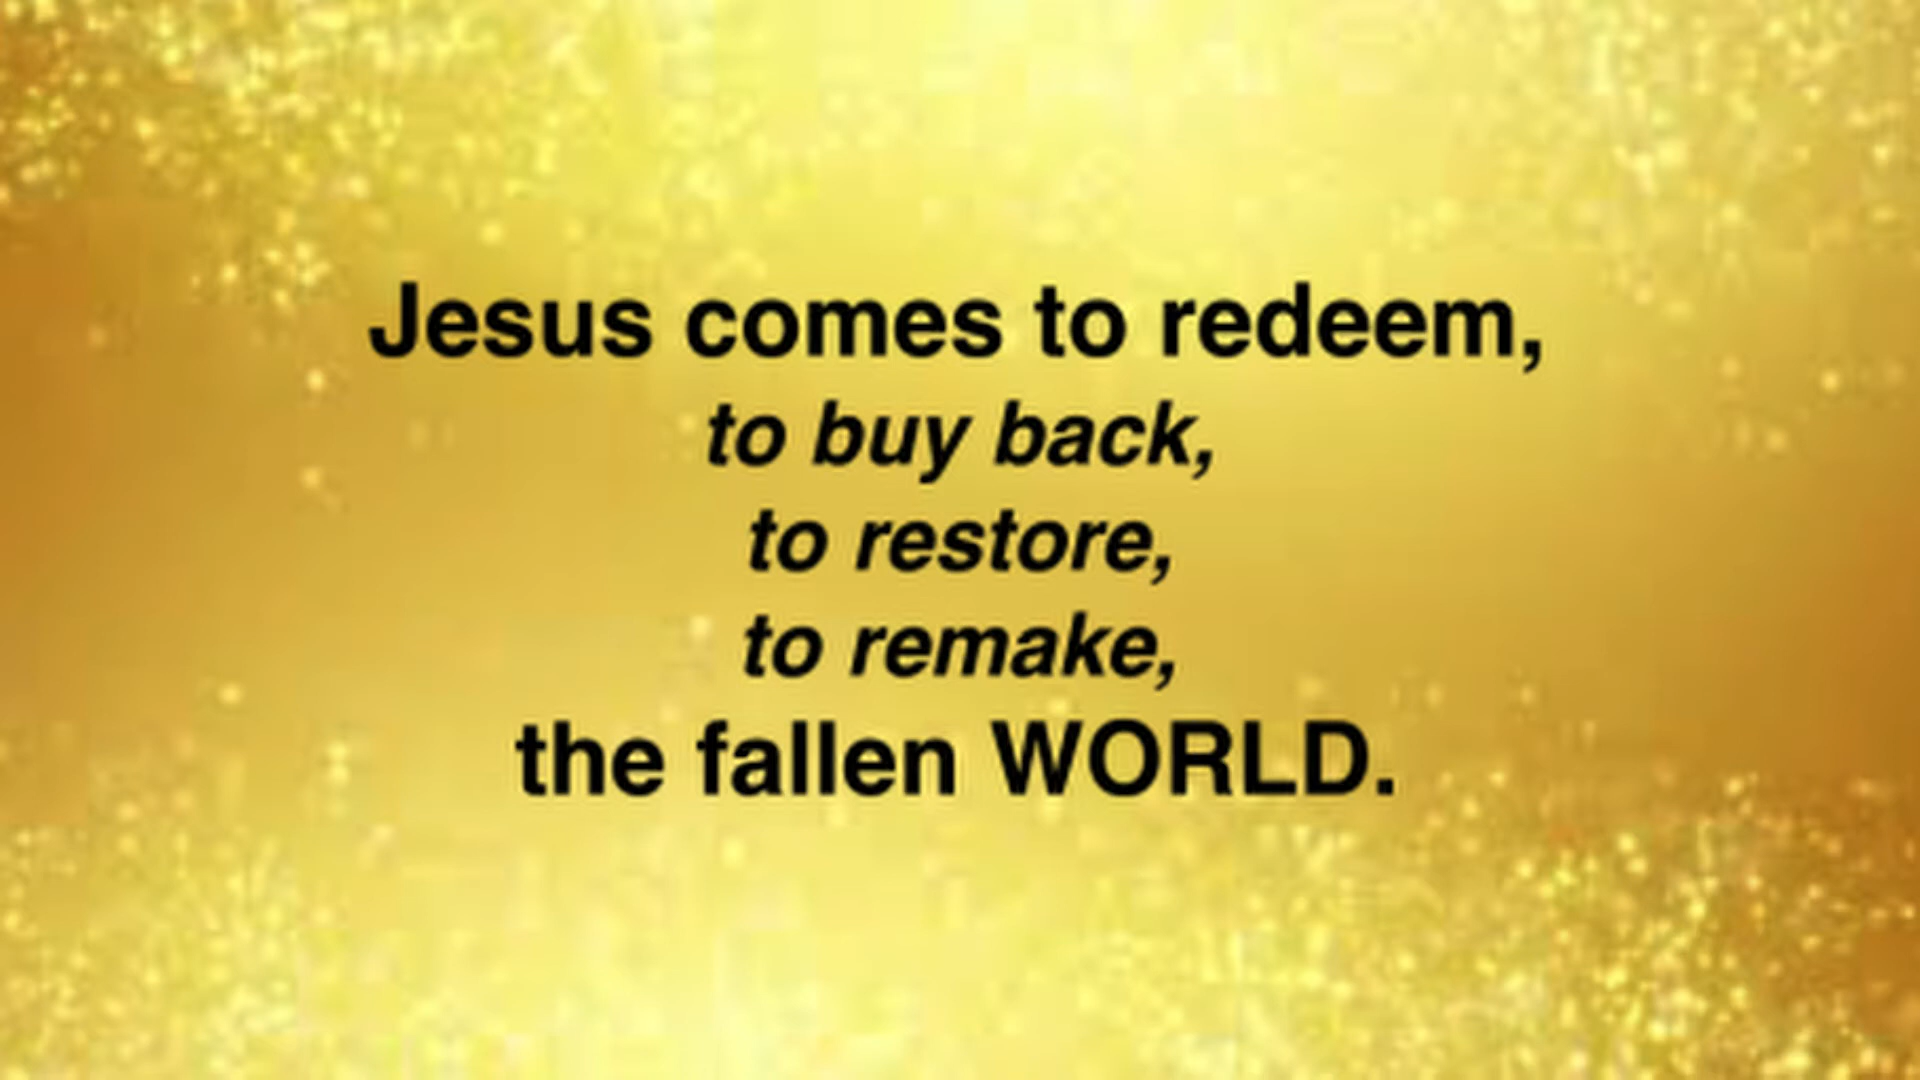 Jesus comes to redeem,
to buy back,
to restore,
to remake,
the fallen WORLD.